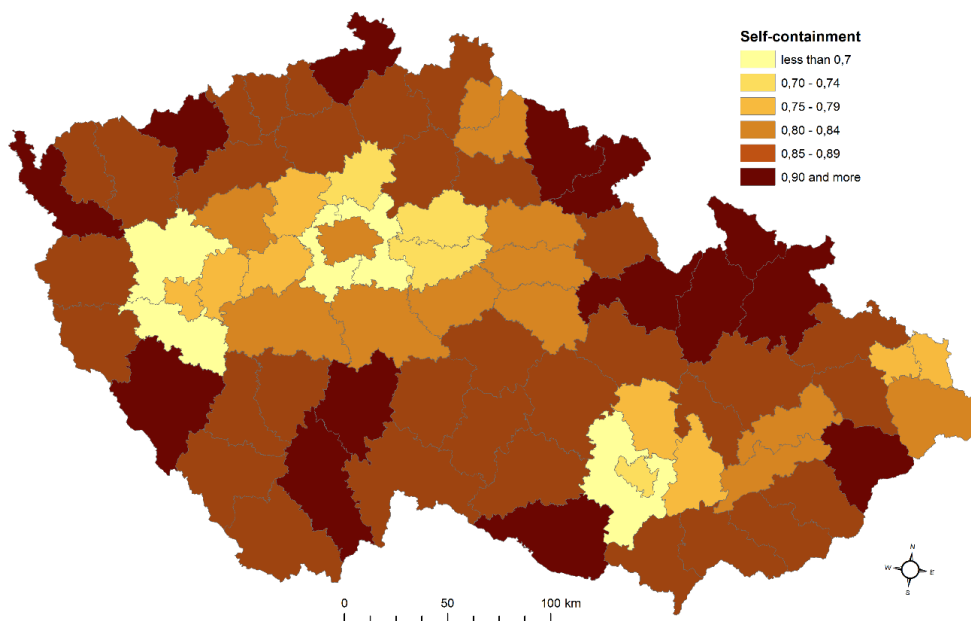 Self-containment
less than 0,7
0,70 - 0,74
0,75 - 0,79
0,80 - 0,84
0,85 - 0,89
0,90 and more
N
W E
S
0 50 100 km